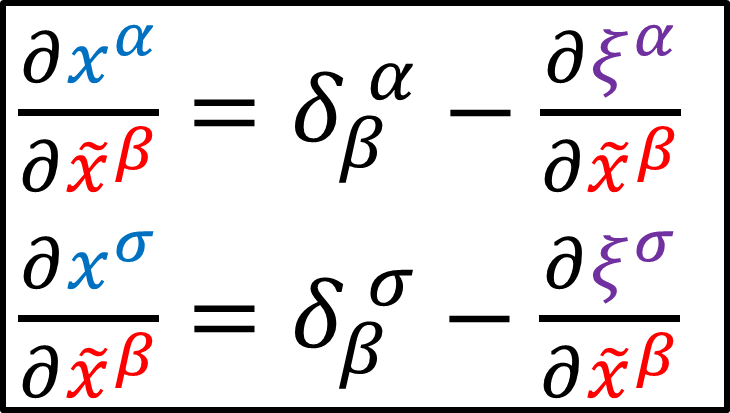 ∂x^α/∂x̃^β = δ_β^α − ∂ξ^α/∂x̃^β
∂x^σ/∂x̃^β = δ_β^σ − ∂ξ^σ/∂x̃^β